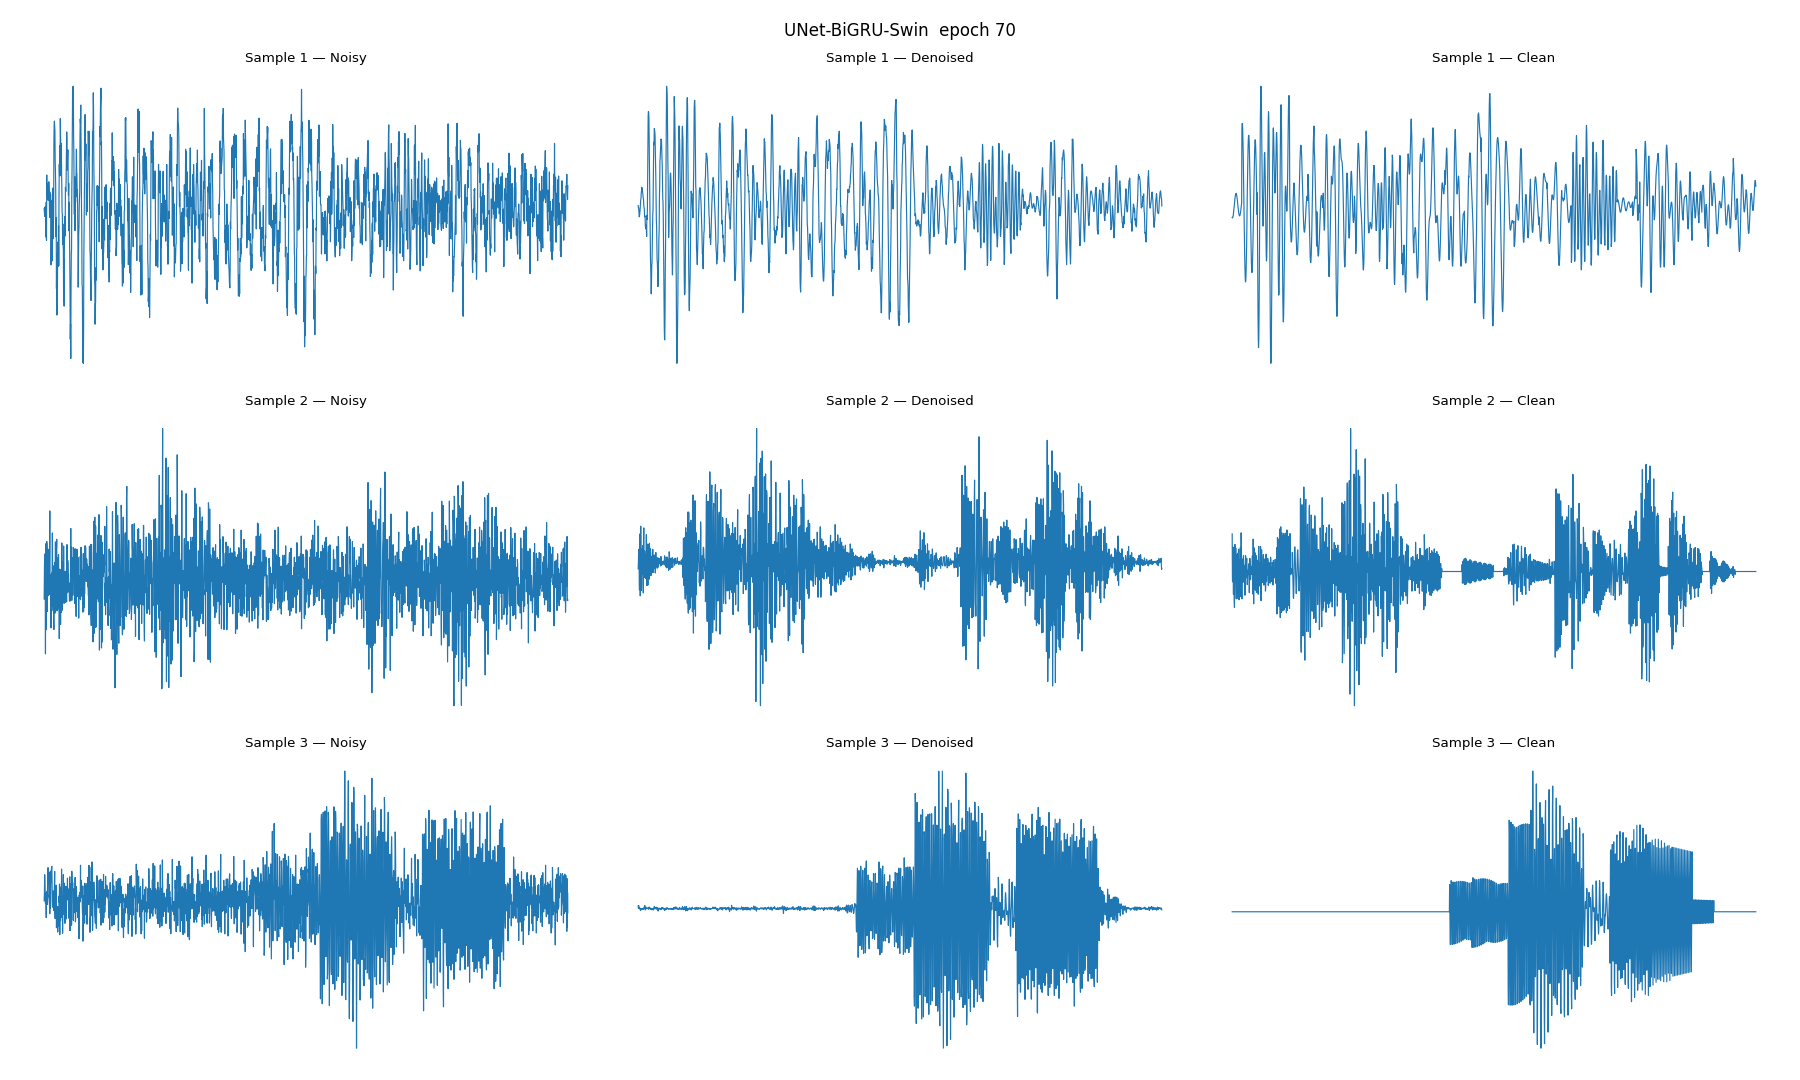 UNet-BiGRU-Swin  epoch 70
Sample 1 — Noisy
Sample 1 — Denoised
Sample 1 — Clean
Sample 2 — Noisy
Sample 2 — Denoised
Sample 2 — Clean
Sample 3 — Noisy
Sample 3 — Denoised
Sample 3 — Clean